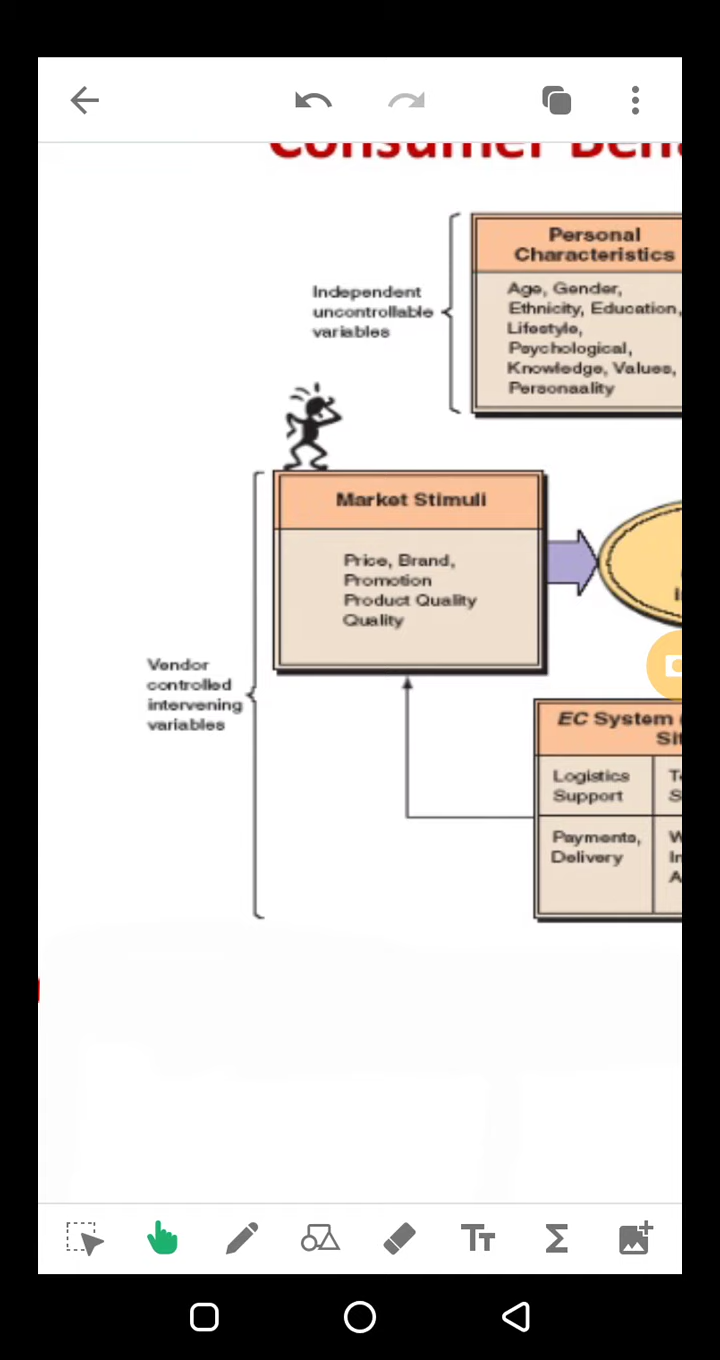 Consumer
Personal
Characteristics
Independent
uncontrollable
variables
Age, Gender,
Ethnicity, Education,
Lifestyle,
Psychological,
Knowledge, Values,
Personaality
Market Stimuli
Price, Brand,
Promotion
Product Quality
Quality
Vendor
controlled
intervening
variables
EC System
Logistics
Support
Payments,
Delivery